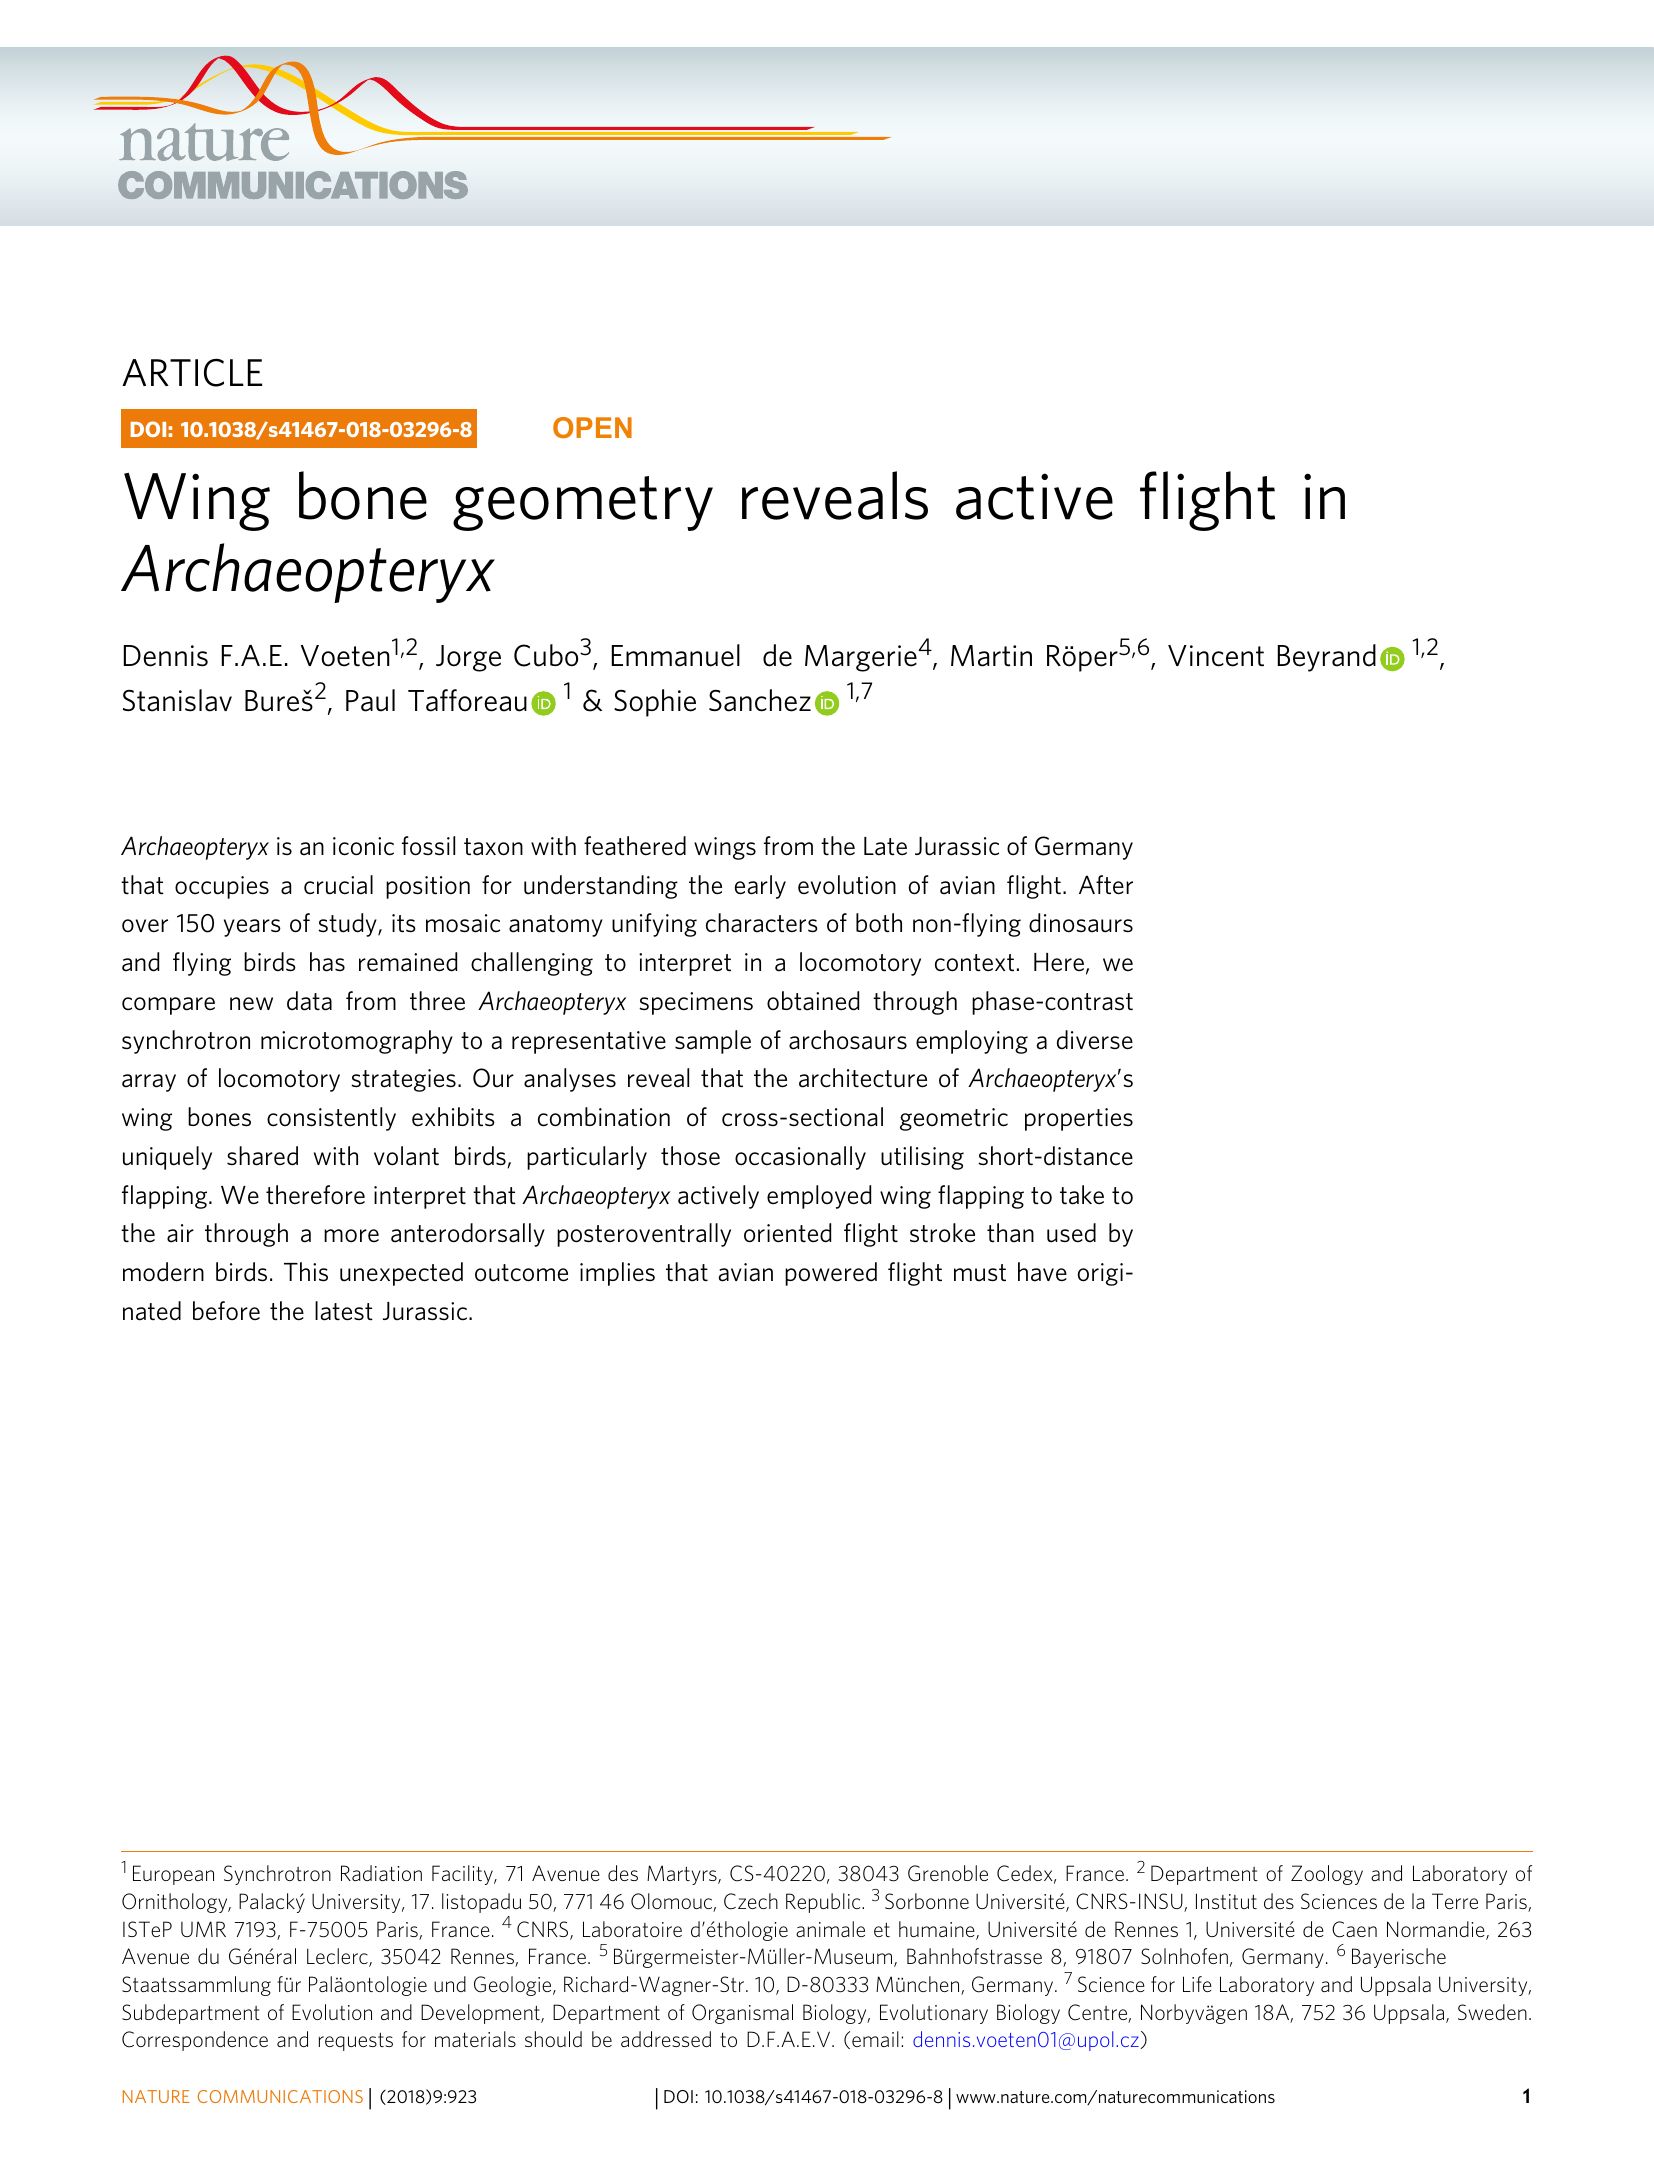 nature
COMMUNICATIONS
ARTICLE
DOI: 10.1038/s41467-018-03296-8 OPEN
Wing bone geometry reveals active flight in
Archaeopteryx
Dennis F.A.E. Voeten1,2, Jorge Cubo3, Emmanuel de Margerie4, Martin Röper5,6, Vincent Beyrand iD 1,2,
Stanislav Bureš2, Paul Tafforeau iD 1 & Sophie Sanchez iD 1,7
Archaeopteryx is an iconic fossil taxon with feathered wings from the Late Jurassic of Germany
that occupies a crucial position for understanding the early evolution of avian flight. After
over 150 years of study, its mosaic anatomy unifying characters of both non-flying dinosaurs
and flying birds has remained challenging to interpret in a locomotory context. Here, we
compare new data from three Archaeopteryx specimens obtained through phase-contrast
synchrotron microtomography to a representative sample of archosaurs employing a diverse
array of locomotory strategies. Our analyses reveal that the architecture of Archaeopteryx's
wing bones consistently exhibits a combination of cross-sectional geometric properties
uniquely shared with volant birds, particularly those occasionally utilising short-distance
flapping. We therefore interpret that Archaeopteryx actively employed wing flapping to take to
the air through a more anterodorsally posteroventrally oriented flight stroke than used by
modern birds. This unexpected outcome implies that avian powered flight must have origi-
nated before the latest Jurassic.
1 European Synchrotron Radiation Facility, 71 Avenue des Martyrs, CS-40220, 38043 Grenoble Cedex, France. 2 Department of Zoology and Laboratory of
Ornithology, Palacký University, 17. listopadu 50, 771 46 Olomouc, Czech Republic. 3 Sorbonne Université, CNRS-INSU, Institut des Sciences de la Terre Paris,
ISTeP UMR 7193, F-75005 Paris, France. 4 CNRS, Laboratoire d'éthologie animale et humaine, Université de Rennes 1, Université de Caen Normandie, 263
Avenue du Général Leclerc, 35042 Rennes, France. 5 Bürgermeister-Müller-Museum, Bahnhofstrasse 8, 91807 Solnhofen, Germany. 6 Bayerische
Staatssammlung für Paläontologie und Geologie, Richard-Wagner-Str. 10, D-80333 München, Germany. 7 Science for Life Laboratory and Uppsala University,
Subdepartment of Evolution and Development, Department of Organismal Biology, Evolutionary Biology Centre, Norbyvägen 18A, 752 36 Uppsala, Sweden.
Correspondence and requests for materials should be addressed to D.F.A.E.V. (email: dennis.voeten01@upol.cz)
NATURE COMMUNICATIONS | (2018)9:923 | DOI: 10.1038/s41467-018-03296-8 | www.nature.com/naturecommunications 1